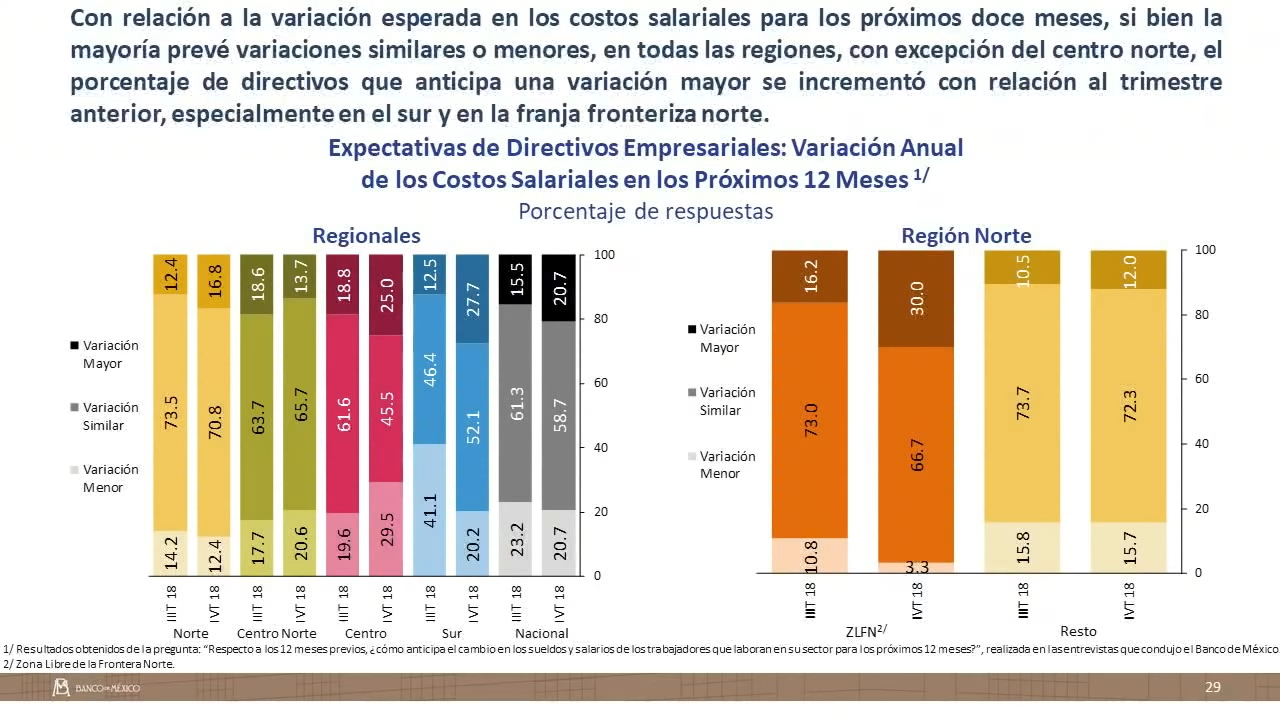 Con relación a la variación esperada en los costos salariales para los próximos doce meses, si bien la
mayoría prevé variaciones similares o menores, en todas las regiones, con excepción del centro norte, el
porcentaje de directivos que anticipa una variación mayor se incrementó con relación al trimestre
anterior, especialmente en el sur y en la franja fronteriza norte.
Expectativas de Directivos Empresariales: Variación Anual
de los Costos Salariales en los Próximos 12 Meses 1/
Porcentaje de respuestas
Regionales
Variación
Mayor
Variación
Similar
Variación
Menor
12.4 16.8 18.6 13.7 18.8 25.0 12.5 27.7 15.5 20.7
73.5 70.8 63.7 65.7 61.6 45.5 46.4 52.1 61.3 58.7
14.2 12.4 17.7 20.6 19.6 29.5 41.1 20.2 23.2 20.7
100
80
60
40
20
0
IIIT 18 IVT 18 IIIT 18 IVT 18 IIIT 18 IVT 18 IIIT 18 IVT 18 IIIT 18 IVT 18
Norte Centro Norte Centro Sur Nacional
Región Norte
Variación
Mayor
Variación
Similar
Variación
Menor
16.2 30.0 10.5 12.0
73.0 66.7 73.7 72.3
10.8 3.3 15.8 15.7
100
80
60
40
20
0
IIIT 18 IVT 18 IIIT 18 IVT 18
ZLFN2/ Resto
1/ Resultados obtenidos de la pregunta: “Respecto a los 12 meses previos, ¿cómo anticipa el cambio en los sueldos y salarios de los trabajadores que laboran en su sector para los próximos 12 meses?”, realizada en las entrevistas que condujo el Banco de México
2/ Zona Libre de la Frontera Norte.
BANCO DE MÉXICO
29